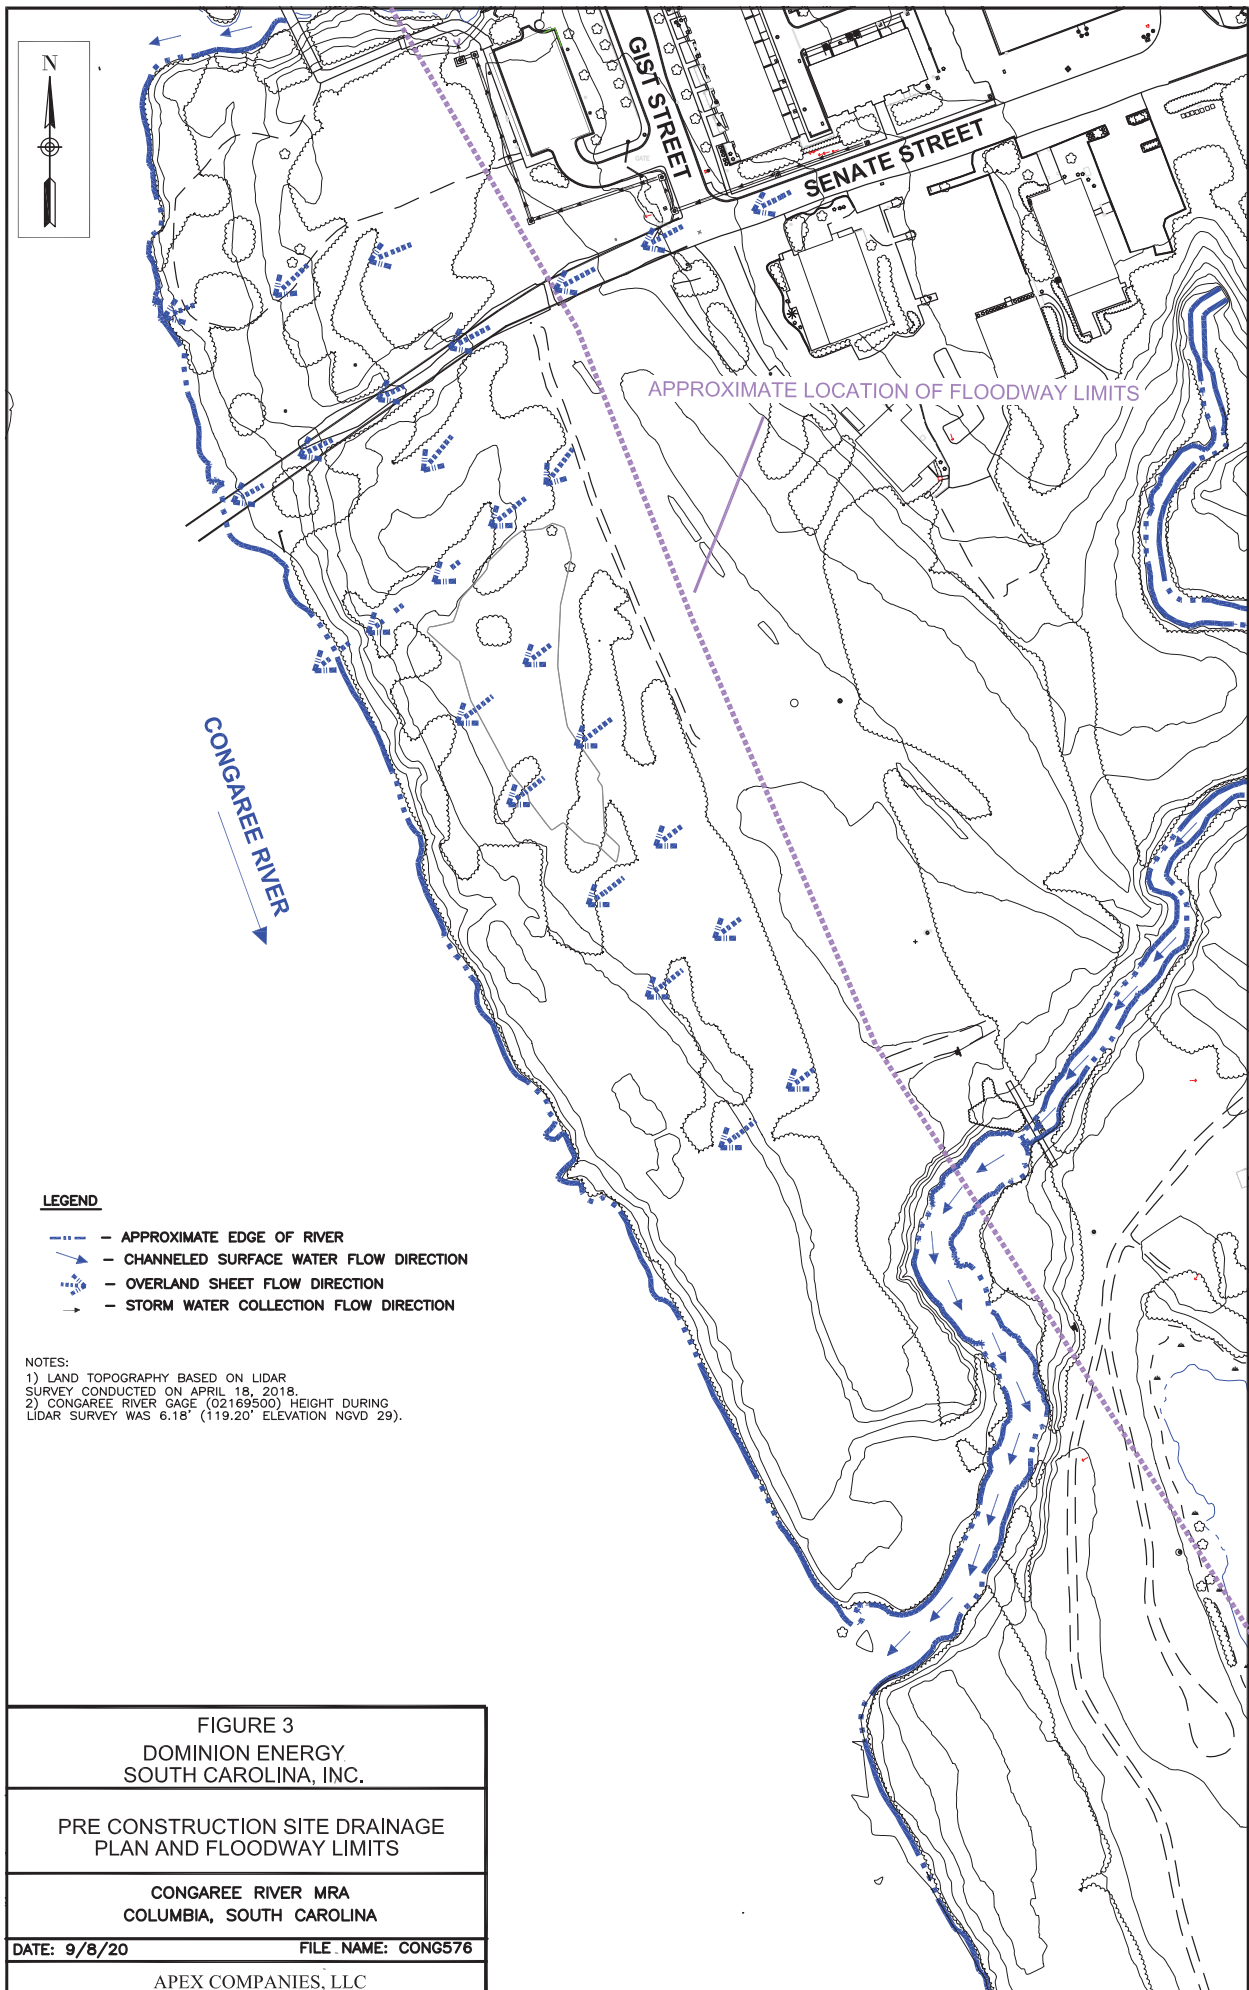 N
GIST STREET
GATE
SENATE STREET
APPROXIMATE LOCATION OF FLOODWAY LIMITS
CONGAREE RIVER
LEGEND
– APPROXIMATE EDGE OF RIVER
– CHANNELED SURFACE WATER FLOW DIRECTION
– OVERLAND SHEET FLOW DIRECTION
– STORM WATER COLLECTION FLOW DIRECTION
NOTES:
1) LAND TOPOGRAPHY BASED ON LIDAR
SURVEY CONDUCTED ON APRIL 18, 2018.
2) CONGAREE RIVER GAGE (02169500) HEIGHT DURING
LIDAR SURVEY WAS 6.18' (119.20' ELEVATION NGVD 29).
FIGURE 3
DOMINION ENERGY
SOUTH CAROLINA, INC.
PRE CONSTRUCTION SITE DRAINAGE
PLAN AND FLOODWAY LIMITS
CONGAREE RIVER MRA
COLUMBIA, SOUTH CAROLINA
DATE: 9/8/20 FILE NAME: CONG576
APEX COMPANIES, LLC